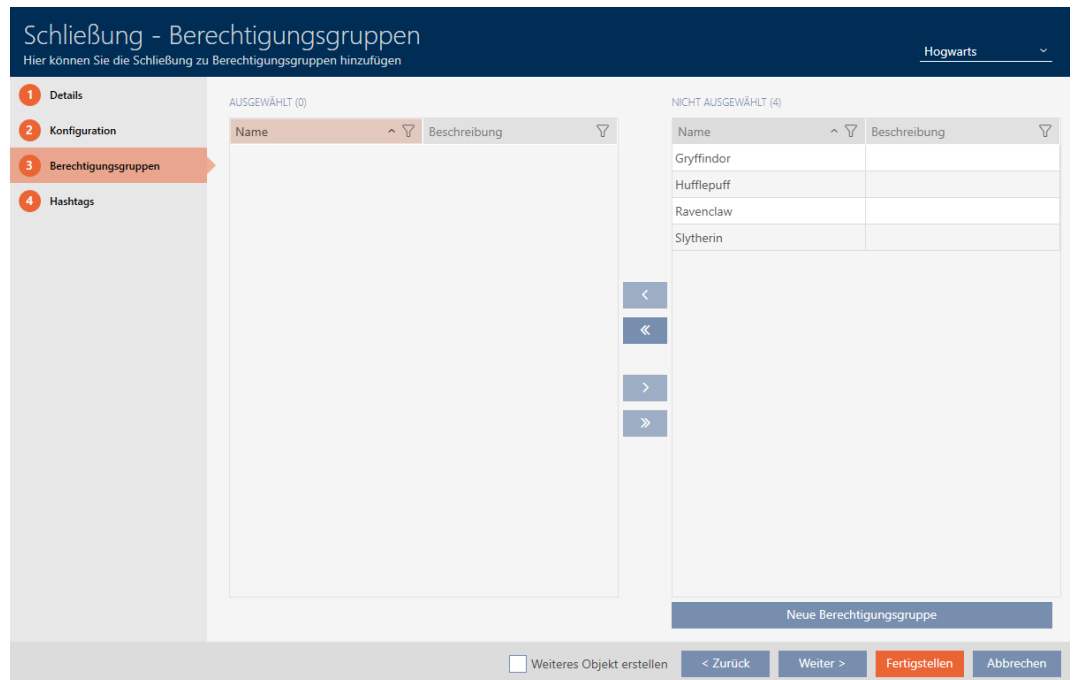 Schließung - Berechtigungsgruppen
Hier können Sie die Schließung zu Berechtigungsgruppen hinzufügen
Hogwarts
1 Details
2 Konfiguration
3 Berechtigungsgruppen
4 Hashtags
AUSGEWÄHLT (0)
Name Beschreibung
NICHT AUSGEWÄHLT (4)
Name Beschreibung
Gryffindor
Hufflepuff
Ravenclaw
Slytherin
Neue Berechtigungsgruppe
Weiteres Objekt erstellen < Zurück Weiter > Fertigstellen Abbrechen